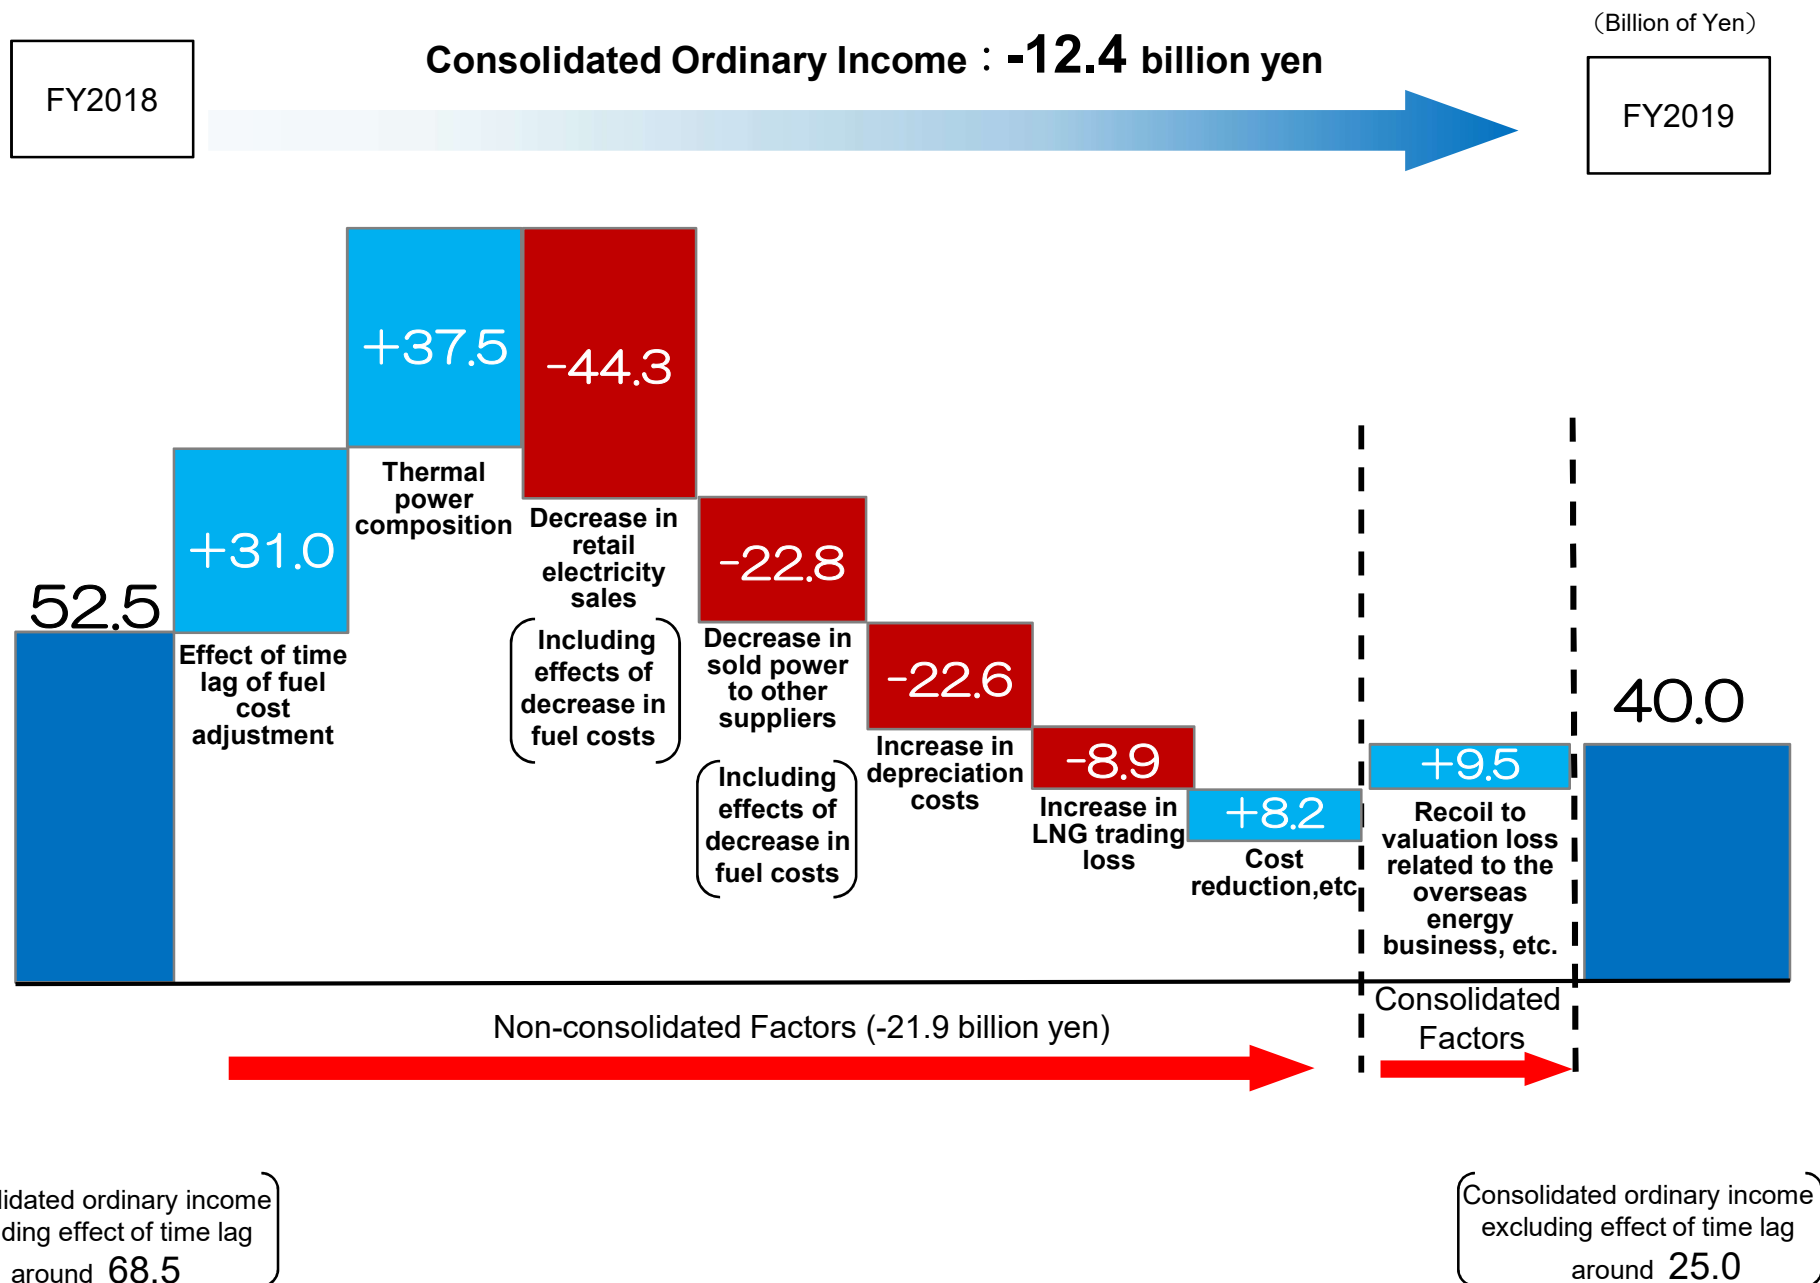 (Billion of Yen)
Consolidated Ordinary Income：-12.4 billion yen
FY2018
FY2019
+37.5
-44.3
Thermal
power
composition
+31.0
Decrease in
retail
electricity
sales
-22.8
52.5
Including
effects of
decrease in
fuel costs
Effect of time
lag of fuel
cost
adjustment
Decrease in
sold power
to other
suppliers
-22.6
40.0
Including
effects of
decrease in
fuel costs
Increase in
depreciation
costs
-8.9
+9.5
Increase in
LNG trading
loss
+8.2
Recoil to
valuation loss
related to the
overseas
energy
business, etc.
Cost
reduction,etc
Non-consolidated Factors (-21.9 billion yen)
Consolidated
Factors
lidated ordinary income
ding effect of time lag
around 68.5
Consolidated ordinary income
excluding effect of time lag
around 25.0